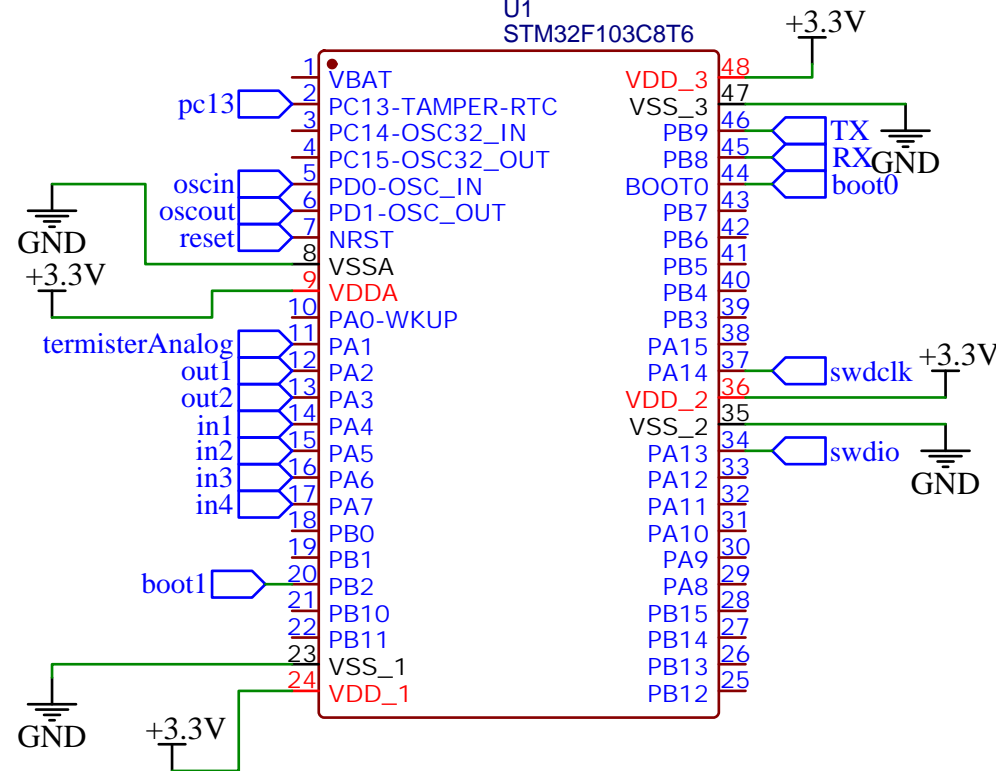 U1
STM32F103C8T6
+3.3V
1 VBAT VDD_3 48
pc13 2 PC13-TAMPER-RTC VSS_3 47
3 PC14-OSC32_IN PB9 46 TX
4 PC15-OSC32_OUT PB8 45 RX GND
oscin 5 PD0-OSC_IN BOOT0 44 boot0
oscout 6 PD1-OSC_OUT PB7 43
GND reset 7 NRST PB6 42
8 VSSA PB5 41
+3.3V 9 VDDA PB4 40
10 PA0-WKUP PB3 39
termisterAnalog 11 PA1 PA15 38
out1 12 PA2 PA14 37 swdclk +3.3V
out2 13 PA3 VDD_2 36
in1 14 PA4 VSS_2 35
in2 15 PA5 PA13 34 swdio
in3 16 PA6 PA12 33 GND
in4 17 PA7 PA11 32
18 PB0 PA10 31
19 PB1 PA9 30
boot1 20 PB2 PA8 29
21 PB10 PB15 28
22 PB11 PB14 27
23 VSS_1 PB13 26
24 VDD_1 PB12 25
GND +3.3V